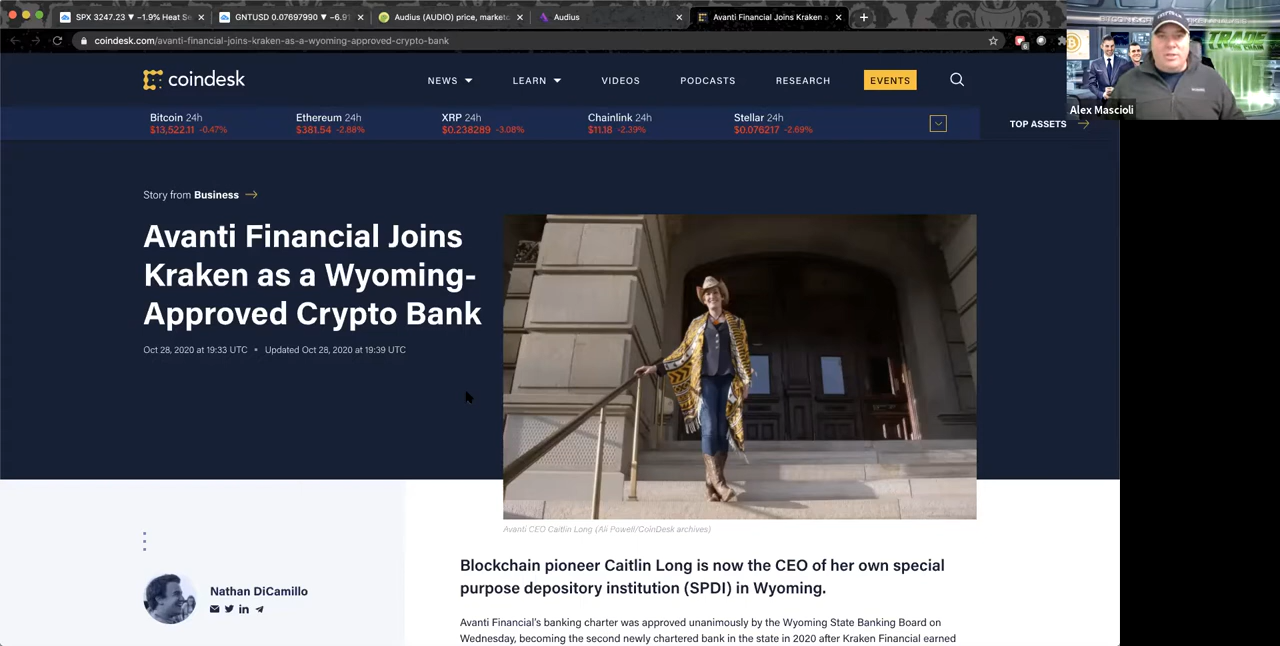 SPX 3247.23 ▼ −1.9% Heat Se
GNTUSD 0.07697990 ▼ −6.9
Audius (AUDIO) price, marketc
Audius
Avanti Financial Joins Kraken a
coindesk.com/avanti-financial-joins-kraken-as-a-wyoming-approved-crypto-bank
6
TRADE
Alex Mascioli
coindesk
NEWS
LEARN
VIDEOS
PODCASTS
RESEARCH
EVENTS
Bitcoin 24h
$13,522.11 -0.47%
Ethereum 24h
$381.54 -2.88%
XRP 24h
$0.238289 -3.08%
Chainlink 24h
$11.18 -2.39%
Stellar 24h
$0.076217 -2.69%
TOP ASSETS
Story from Business
Avanti Financial Joins
Kraken as a Wyoming-
Approved Crypto Bank
Oct 28, 2020 at 19:33 UTC • Updated Oct 28, 2020 at 19:39 UTC
Avanti CEO Caitlin Long (Ali Powell/CoinDesk archives)
Nathan DiCamillo
Blockchain pioneer Caitlin Long is now the CEO of her own special
purpose depository institution (SPDI) in Wyoming.
Avanti Financial's banking charter was approved unanimously by the Wyoming State Banking Board on
Wednesday, becoming the second newly chartered bank in the state in 2020 after Kraken Financial earned